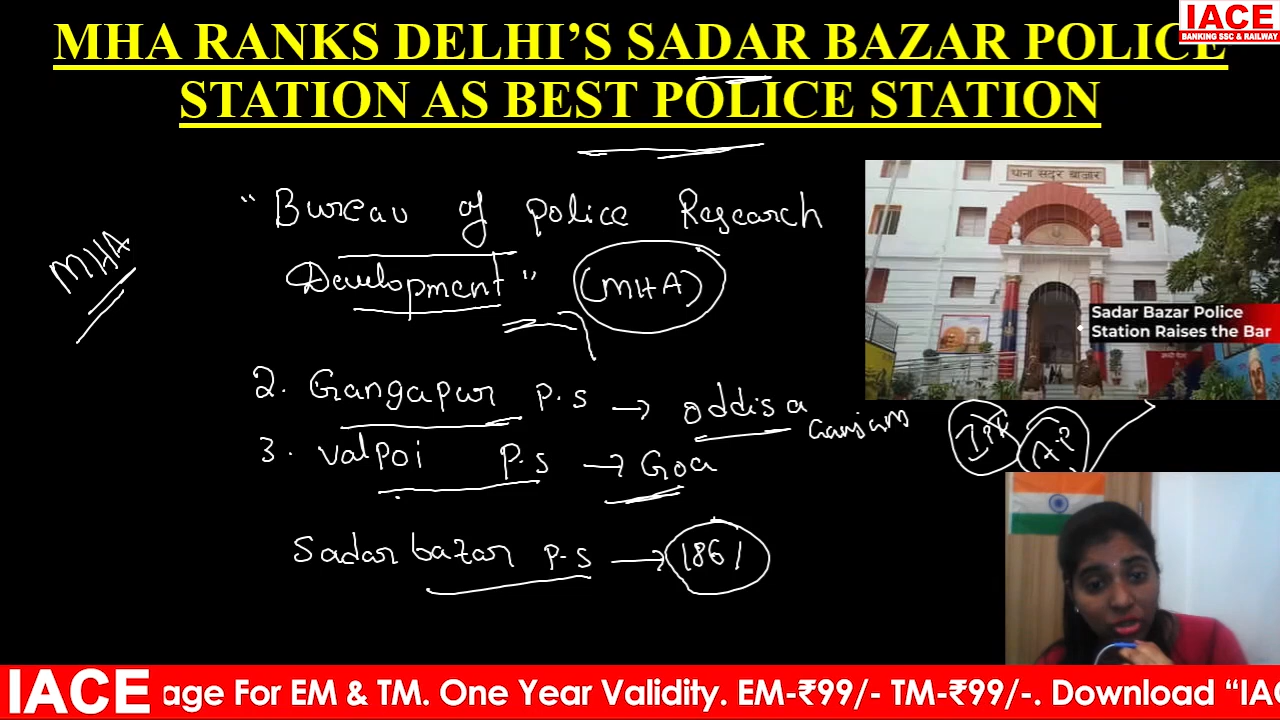 MHA RANKS DELHI’S SADAR BAZAR POLICE
STATION AS BEST POLICE STATION
IACE
BANKING SSC & RAILWAY
"Bureau of police Research
Development" (MHA)
MHA
थाना सदर बाजार
Sadar Bazar Police
Station Raises the Bar
2. Gangapur P.S → oddisa
Ganjam
3. Valpoi P.S → Goa
A.P
Sadar bazar P-S → 1861
IACE age For EM & TM. One Year Validity. EM-₹99/- TM-₹99/-. Download “IAC